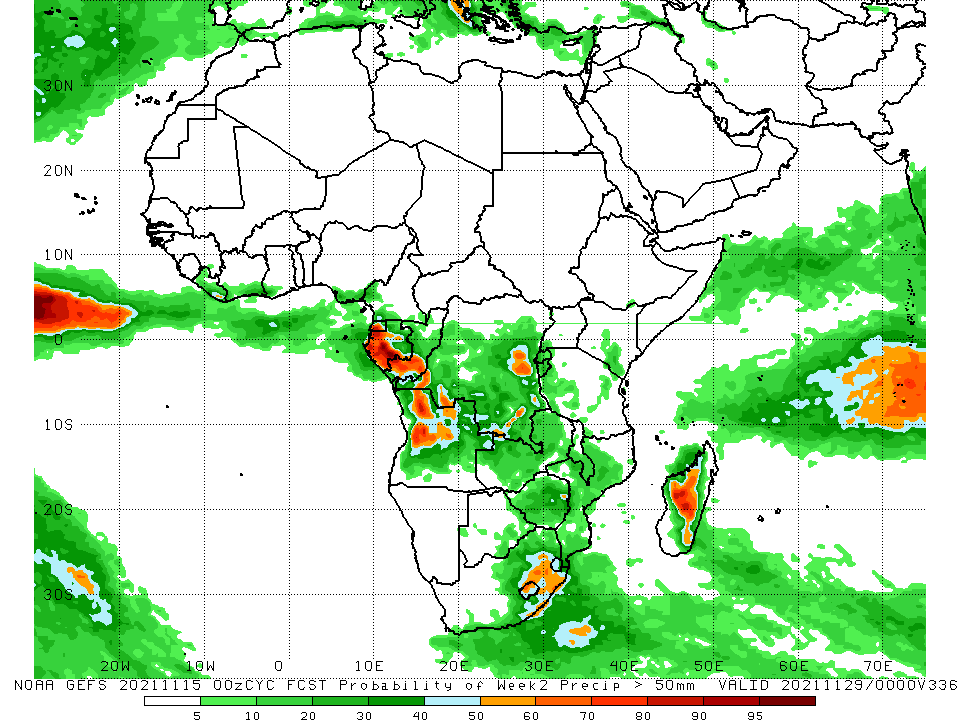 30N
20N
10N
0
10S
20S
30S
20W 10W 0 10E 20E 30E 40E 50E 60E 70E
NOAA GEFS 20211115 00zCYC FCST Probability of Week2 Precip > 50mm VALID 20211129/0000V336
5 10 20 30 40 50 60 70 80 90 95